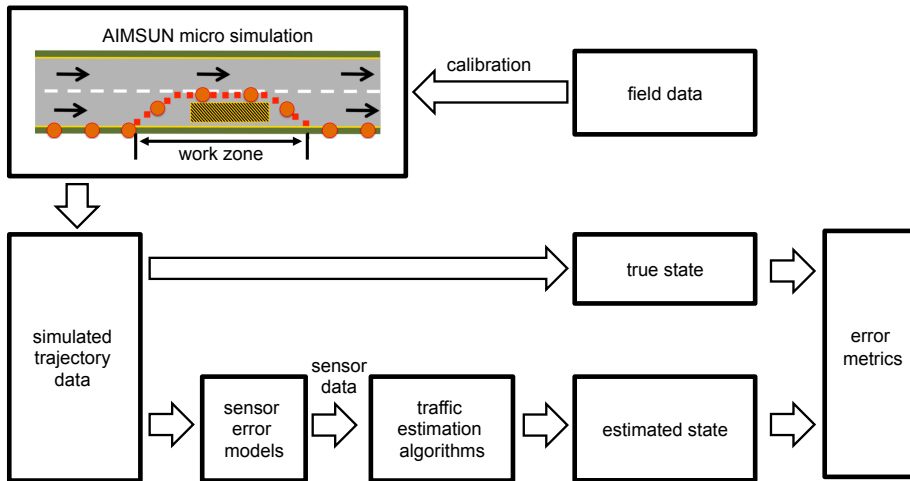 AIMSUN micro simulation
work zone
calibration
field data
simulated
trajectory
data
true state
error
metrics
sensor
error
models
sensor
data
traffic
estimation
algorithms
estimated state